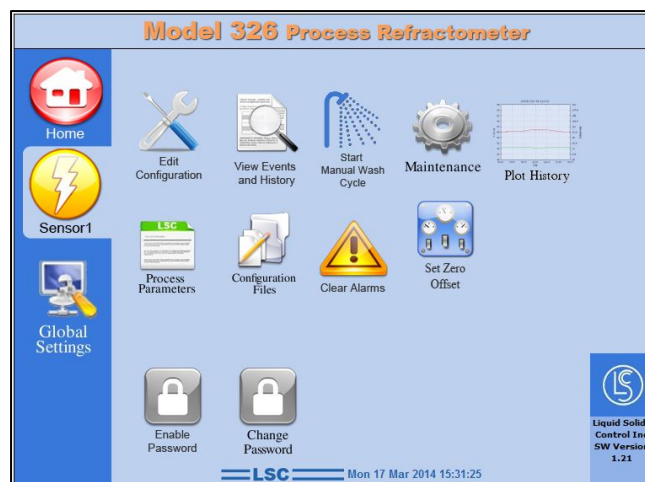 Model 326 Process Refractometer
Home
Edit
Configuration
View Events
and History
Start
Manual Wash
Cycle
Maintenance
Plot History
Sensor1
LSC
Process
Parameters
Configuration
Files
Clear Alarms
Set Zero
Offset
Global
Settings
Enable
Password
Change
Password
LSC
Liquid Solids
Control Inc
SW Version
1.21
LSC Mon 17 Mar 2014 15:31:25